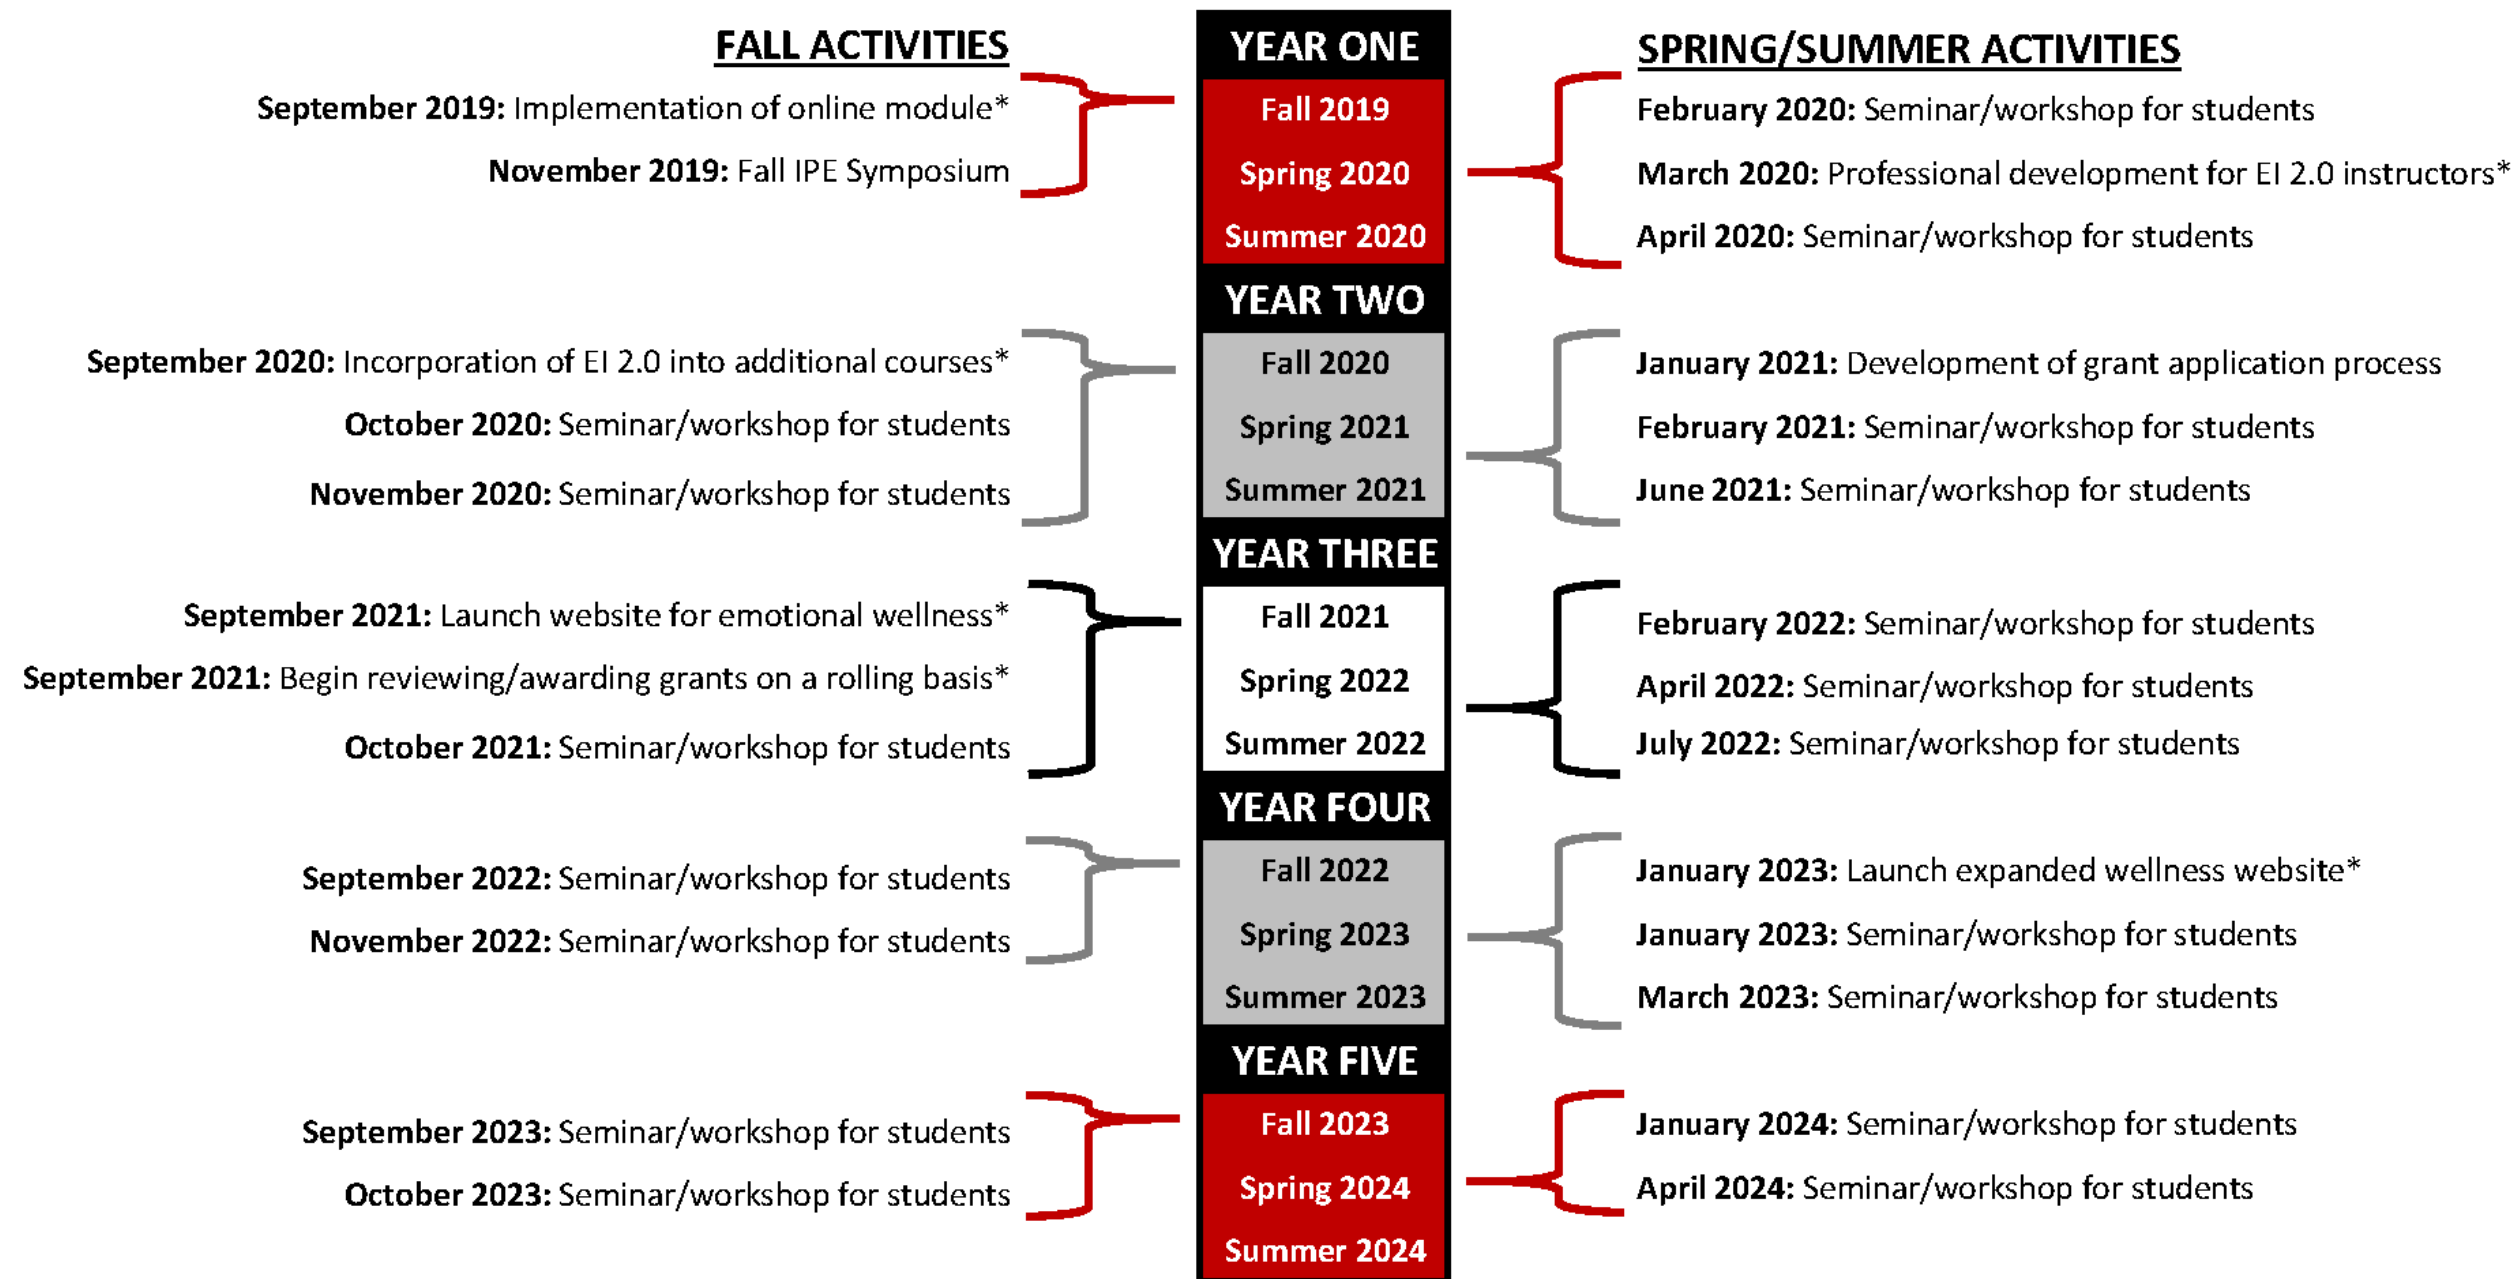 FALL ACTIVITIES
September 2019: Implementation of online module*
November 2019: Fall IPE Symposium
YEAR ONE
Fall 2019
Spring 2020
Summer 2020
SPRING/SUMMER ACTIVITIES
February 2020: Seminar/workshop for students
March 2020: Professional development for EI 2.0 instructors*
April 2020: Seminar/workshop for students
September 2020: Incorporation of EI 2.0 into additional courses*
October 2020: Seminar/workshop for students
November 2020: Seminar/workshop for students
YEAR TWO
Fall 2020
Spring 2021
Summer 2021
January 2021: Development of grant application process
February 2021: Seminar/workshop for students
June 2021: Seminar/workshop for students
September 2021: Launch website for emotional wellness*
September 2021: Begin reviewing/awarding grants on a rolling basis*
October 2021: Seminar/workshop for students
YEAR THREE
Fall 2021
Spring 2022
Summer 2022
February 2022: Seminar/workshop for students
April 2022: Seminar/workshop for students
July 2022: Seminar/workshop for students
September 2022: Seminar/workshop for students
November 2022: Seminar/workshop for students
YEAR FOUR
Fall 2022
Spring 2023
Summer 2023
January 2023: Launch expanded wellness website*
January 2023: Seminar/workshop for students
March 2023: Seminar/workshop for students
September 2023: Seminar/workshop for students
October 2023: Seminar/workshop for students
YEAR FIVE
Fall 2023
Spring 2024
Summer 2024
January 2024: Seminar/workshop for students
April 2024: Seminar/workshop for students